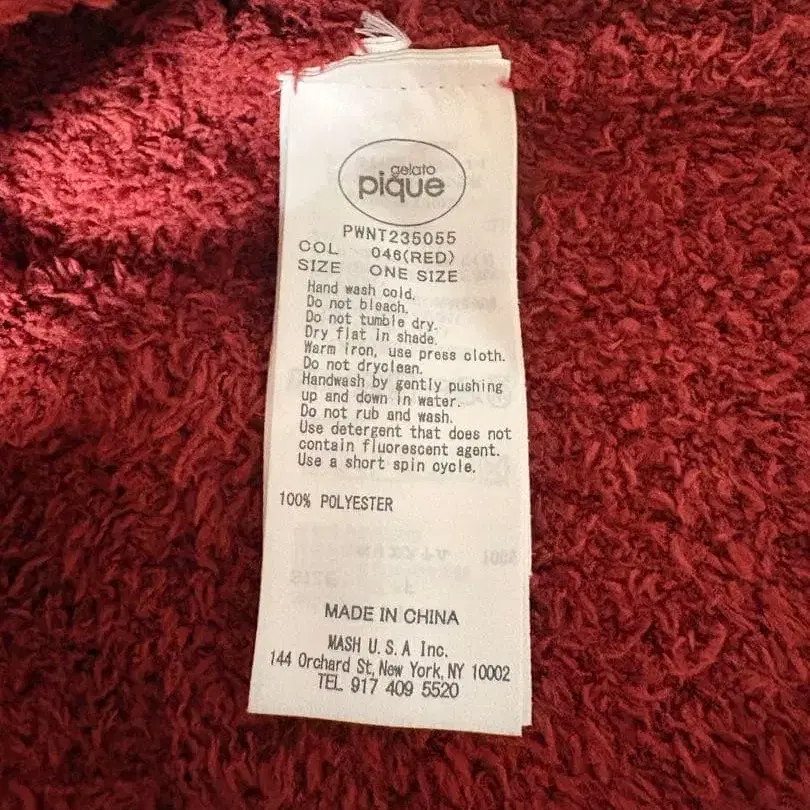 gelato
pique
PWNT235055
COL 046(RED)
SIZE ONE SIZE
Hand wash cold.
Do not bleach.
Do not tumble dry.
Dry flat in shade.
Warm iron, use press cloth.
Do not dryclean.
Handwash by gently pushing
up and down in water.
Do not rub and wash.
Use detergent that does not
contain fluorescent agent.
Use a short spin cycle.
100% POLYESTER
MADE IN CHINA
MASH U.S.A Inc.
144 Orchard St, New York, NY 10002
TEL 917 409 5520